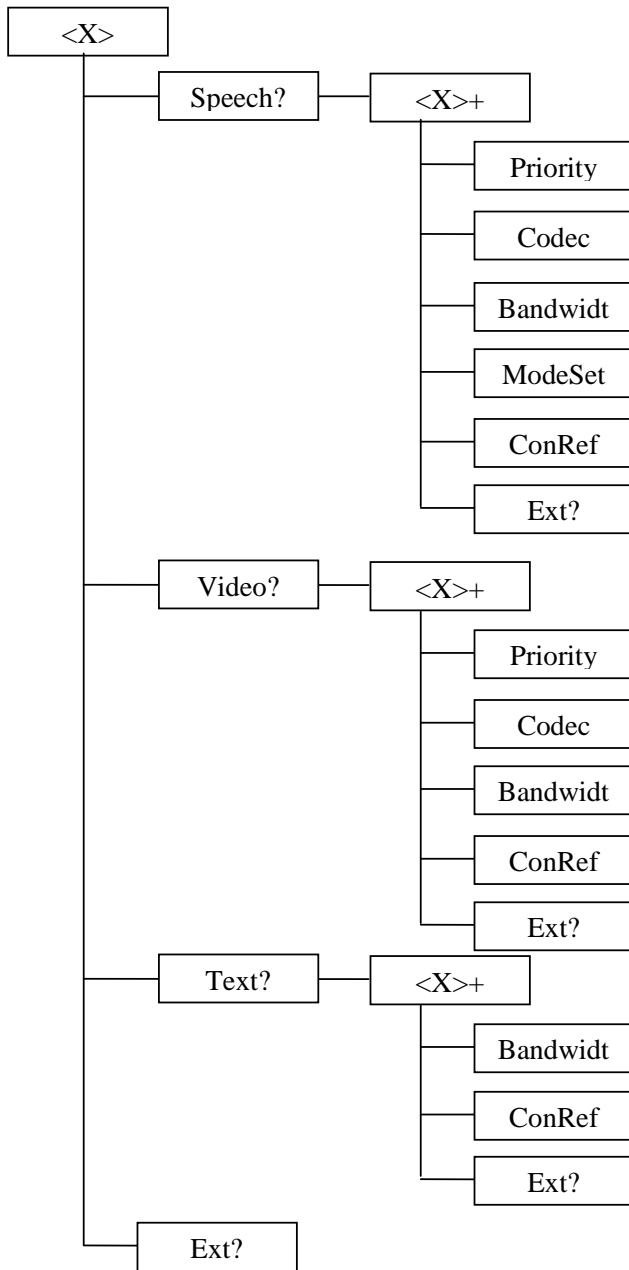 <X>
Speech?
<X>+
Priority
Codec
Bandwidt
ModeSet
ConRef
Ext?
Video?
<X>+
Priority
Codec
Bandwidt
ConRef
Ext?
Text?
<X>+
Bandwidt
ConRef
Ext?
Ext?